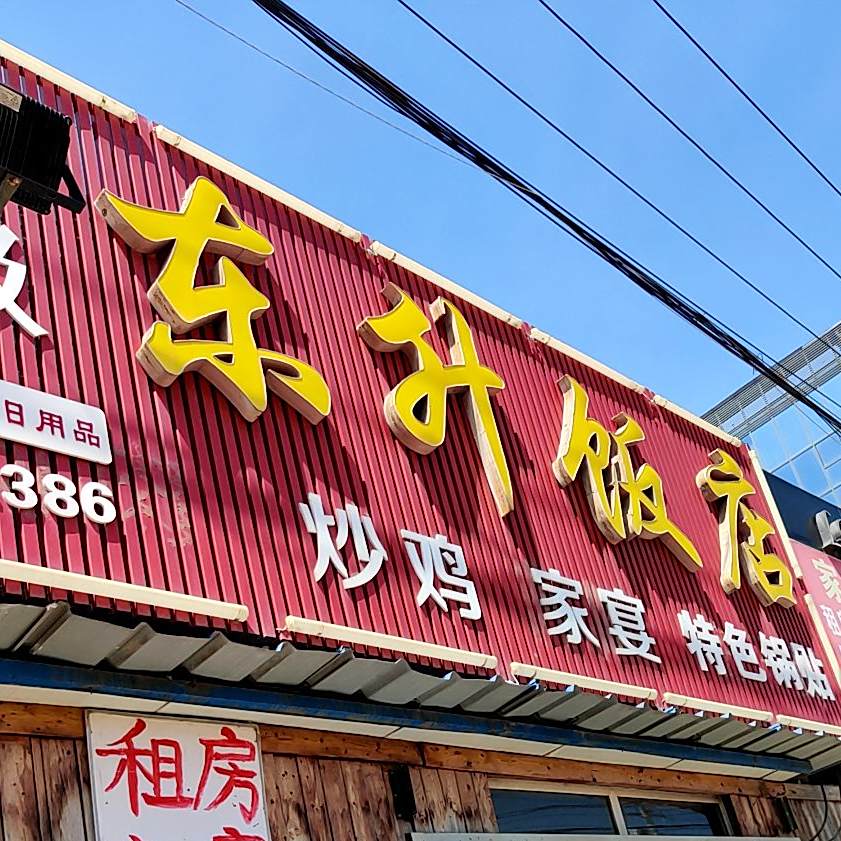 东升饭店
日用品
386
炒鸡 家宴 特色锅贴
租房